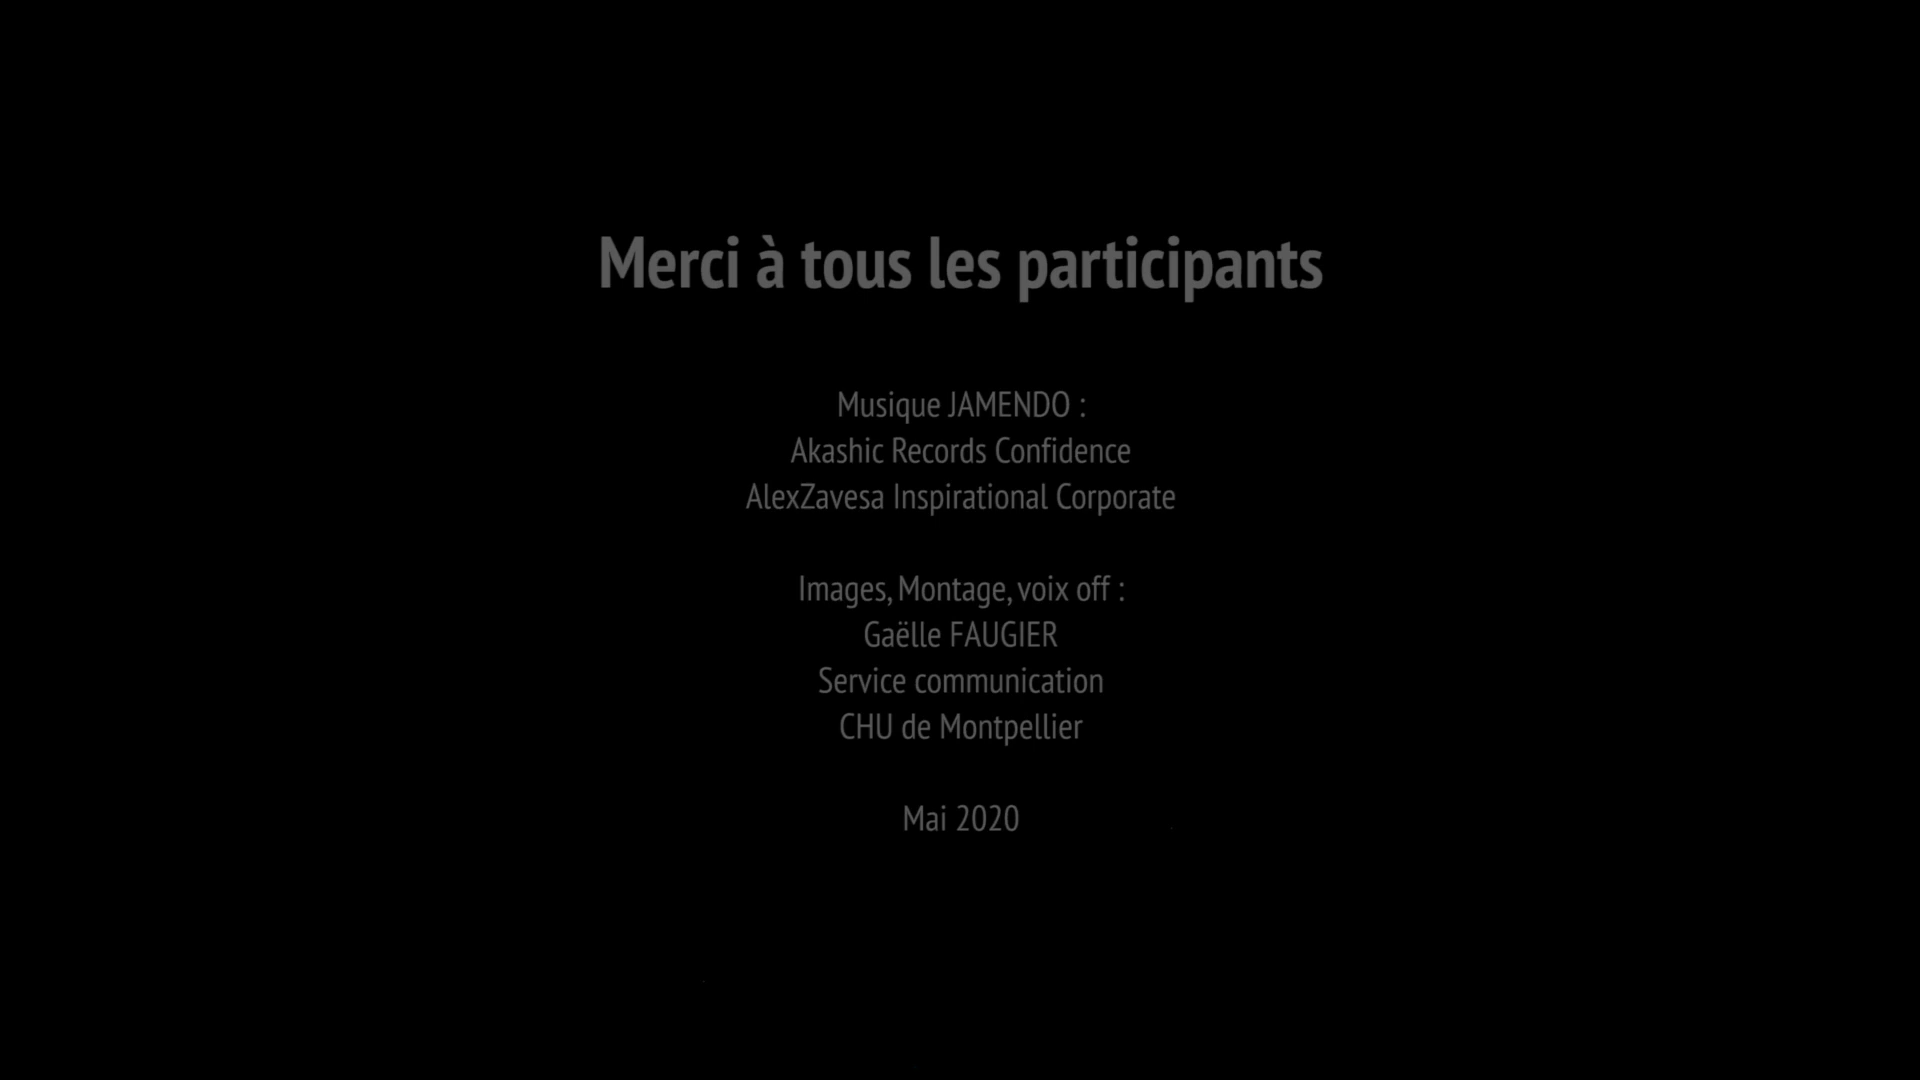 Merci à tous les participants
Musique JAMENDO :
Akashic Records Confidence
AlexZavesa Inspirational Corporate
Images, Montage, voix off :
Gaëlle FAUGIER
Service communication
CHU de Montpellier
Mai 2020